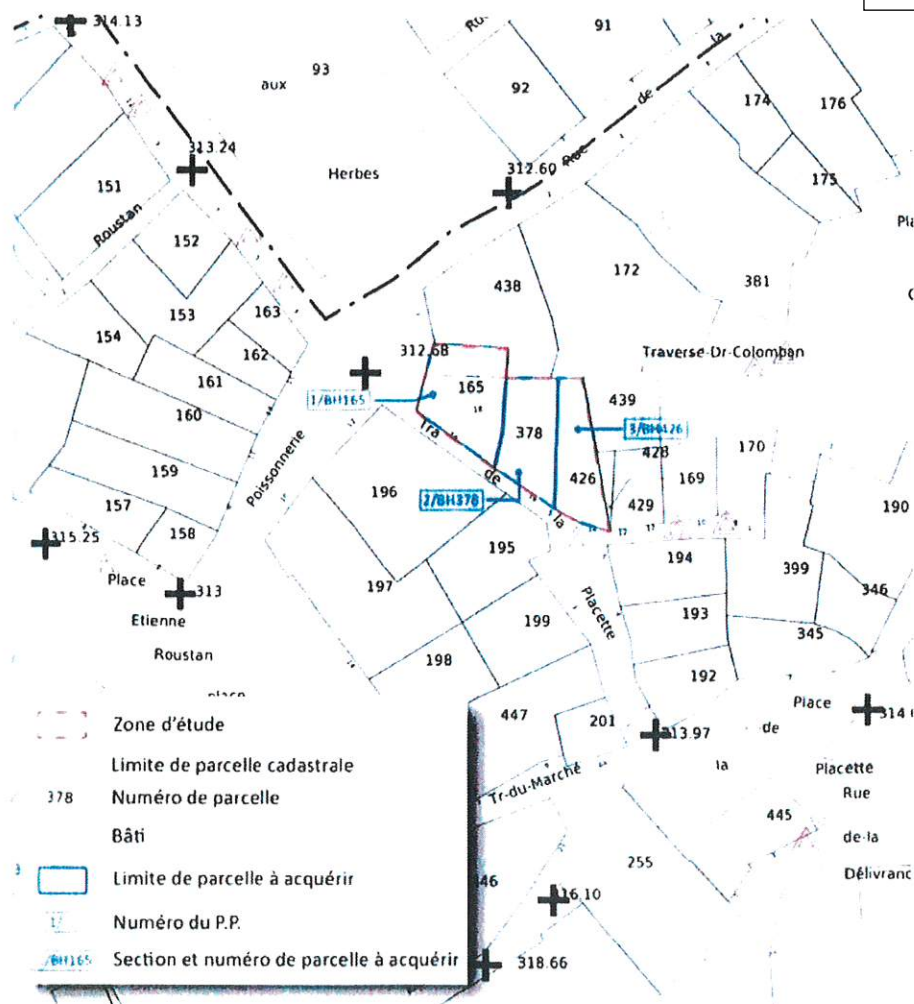 314.13
91
la
93
aux
92
de
174
176
313.24
Herbes
312.60
Rue
151
175
Roustan
152
438
172
381
153
163
154
162
312.68
Traverse-Dr-Colomban
161
165
1/BH165
18
439
160
378
3/BH426
Tra
428
170
de
169
159
Poissonnerie
196
2/BH378
426
429
190
la
157
158
17
315.25
195
194
399
Place
313
197
346
Placette
Etienne
199
193
345
Roustan
198
192
place
447
201
Place
Zone d'étude
313.97
de
la
Limite de parcelle cadastrale
Placette
378 Numéro de parcelle
Tr-du-Marché
Rue
Bâti
445
de-la
255
Délivranc
Limite de parcelle à acquérir
46
316.10
Numéro du P.P.
/BH165 Section et numéro de parcelle à acquérir
318.66